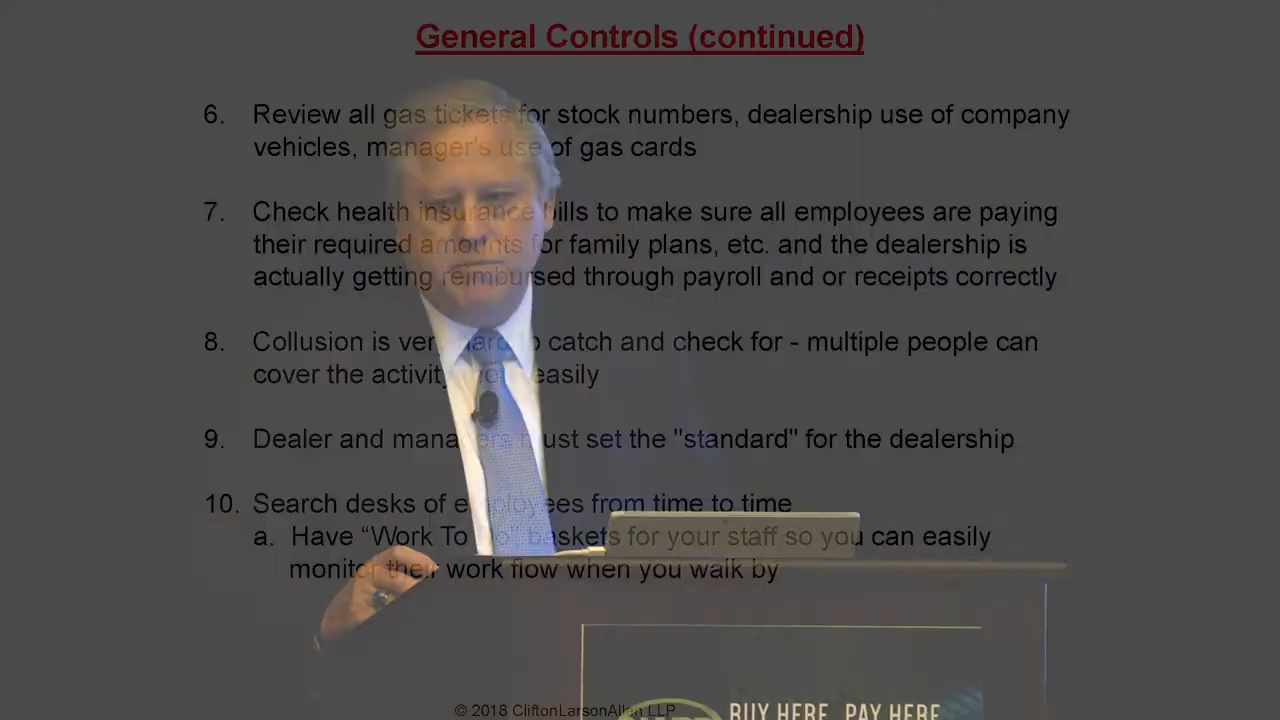 General Controls (continued)
6. Review all gas tickets for stock numbers, dealership use of company
vehicles, manager's use of gas cards
7. Check health insurance bills to make sure all employees are paying
their required amounts for family plans, etc. and the dealership is
actually getting reimbursed through payroll and or receipts correctly
8. Collusion is very hard to catch and check for - multiple people can
cover the activity more easily
9. Dealer and managers must set the "standard" for the dealership
10. Search desks of employees from time to time
a. Have “Work To Do” baskets for your staff so you can easily
monitor their work flow when you walk by
© 2018 CliftonLarsonAllen LLP
BUY HERE, PAY HERE